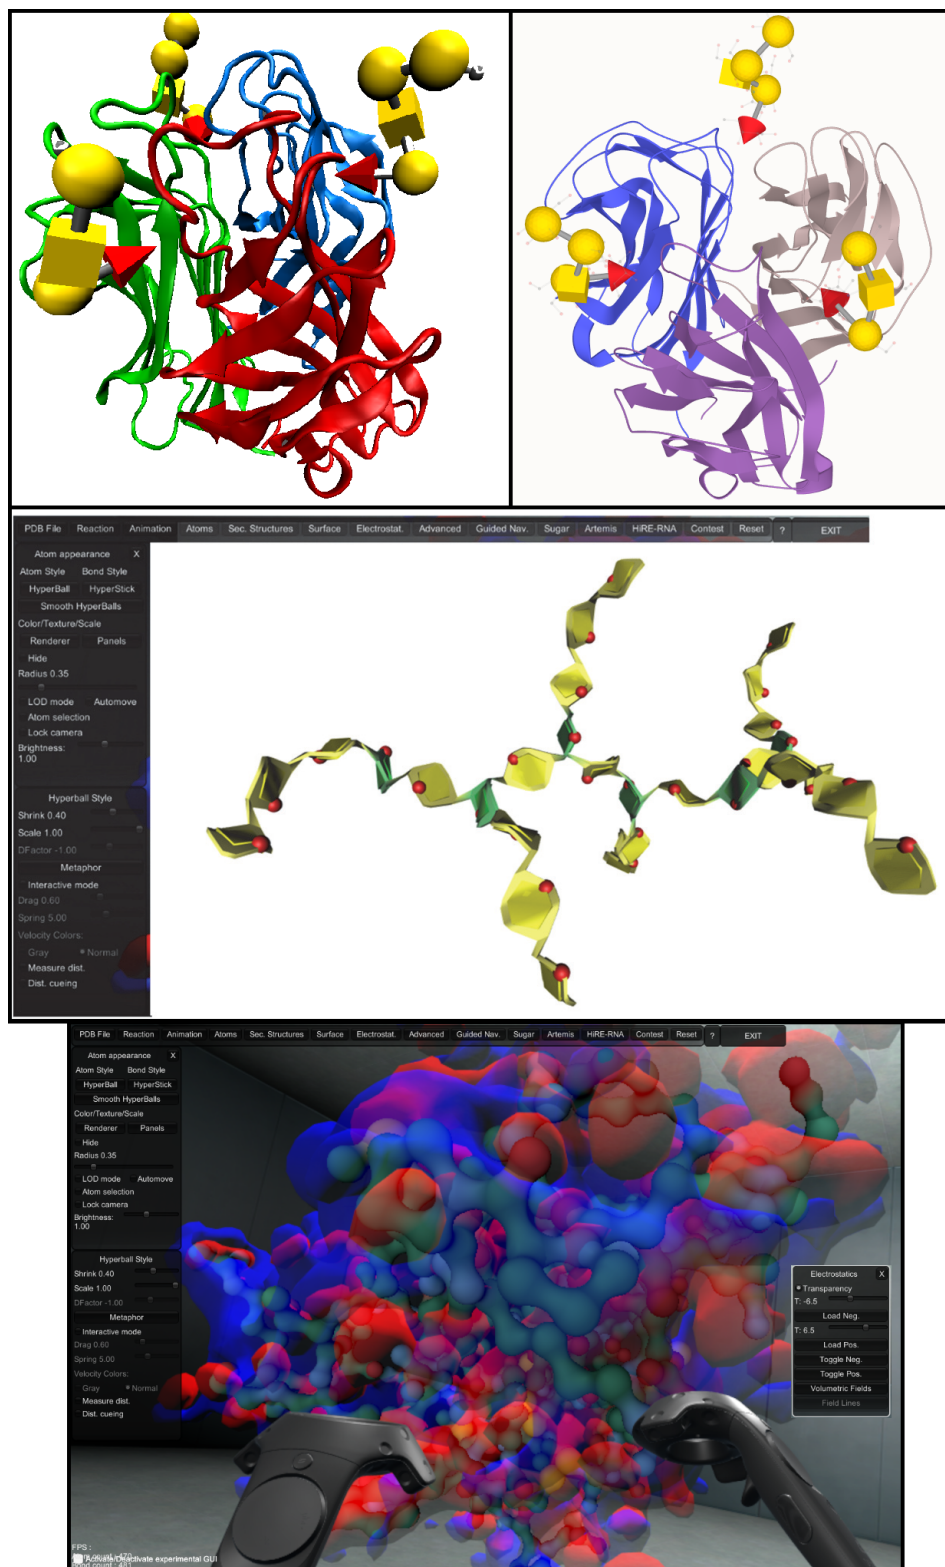 PDB File Reaction Animation Atoms Sec. Structures Surface Electrostat. Advanced Guided Nav. Sugar Artemis HiRE-RNA Contest Reset ? EXIT
Atom appearance X
Atom Style Bond Style
HyperBall HyperStick
Smooth HyperBalls
Color/Texture/Scale
Renderer Panels
Hide
Radius 0.35
LOD mode Automove
Atom selection
Lock camera
Brightness:
1.00
Hyperball Style
Shrink 0.40
Scale 1.00
DFactor -1.00
Metaphor
Interactive mode
Drag 0.60
Spring 5.00
Velocity Colors:
Gray Normal
Measure dist.
Dist. cueing
PDB File Reaction Animation Atoms Sec. Structures Surface Electrostat. Advanced Guided Nav. Sugar Artemis HiRE-RNA Contest Reset ? EXIT
Atom appearance X
Atom Style Bond Style
HyperBall HyperStick
Smooth HyperBalls
Color/Texture/Scale
Renderer Panels
Hide
Radius 0.35
LOD mode Automove
Atom selection
Lock camera
Brightness:
1.00
Hyperball Style
Shrink 0.40
Scale 1.00
DFactor -1.00
Metaphor
Interactive mode
Drag 0.60
Spring 5.00
Velocity Colors:
Gray Normal
Measure dist.
Dist. cueing
Electrostatics X
Transparency
T: -6.5
Load Neg.
T: 6.5
Load Pos.
Toggle Neg.
Toggle Pos.
Volumetric Fields
Field Lines
FPS :
Activate/Deactivate experimental GUI